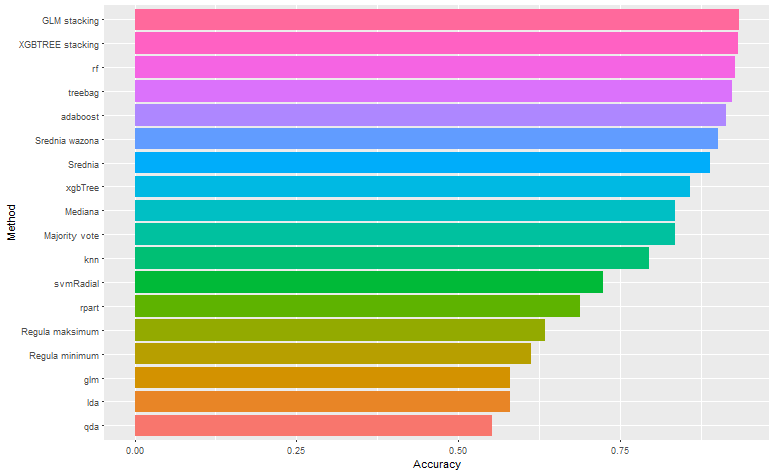 GLM stacking
XGBTREE stacking
rf
treebag
adaboost
Srednia wazona
Srednia
xgbTree
Mediana
Majority vote
knn
svmRadial
rpart
Regula maksimum
Regula minimum
glm
lda
qda
Method
0.00 0.25 0.50 0.75
Accuracy